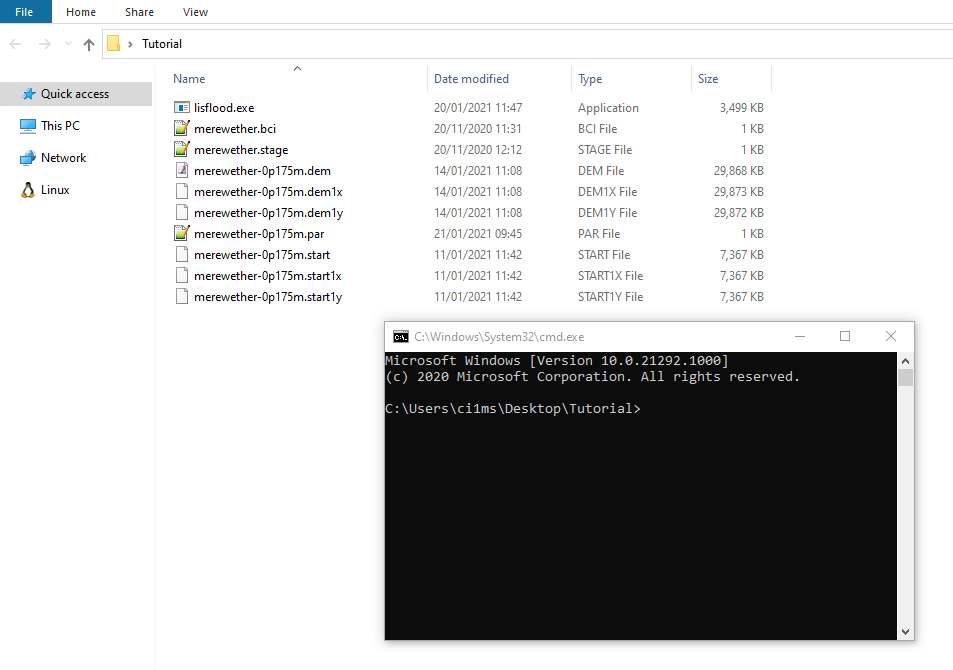 File Home Share View
Tutorial
Name Date modified Type Size
Quick access
This PC
Network
Linux
lisflood.exe 20/01/2021 11:47 Application 3,499 KB
merewether.bci 20/11/2020 11:31 BCI File 1 KB
merewether.stage 20/11/2020 12:12 STAGE File 1 KB
merewether-0p175m.dem 14/01/2021 11:08 DEM File 29,868 KB
merewether-0p175m.dem1x 14/01/2021 11:08 DEM1X File 29,873 KB
merewether-0p175m.dem1y 14/01/2021 11:08 DEM1Y File 29,872 KB
merewether-0p175m.par 21/01/2021 09:45 PAR File 1 KB
merewether-0p175m.start 11/01/2021 11:42 START File 7,367 KB
merewether-0p175m.start1x 11/01/2021 11:42 START1X File 7,367 KB
merewether-0p175m.start1y 11/01/2021 11:42 START1Y File 7,367 KB
C:\Windows\System32\cmd.exe
Microsoft Windows [Version 10.0.21292.1000]
(c) 2020 Microsoft Corporation. All rights reserved.
C:\Users\ci1ms\Desktop\Tutorial>